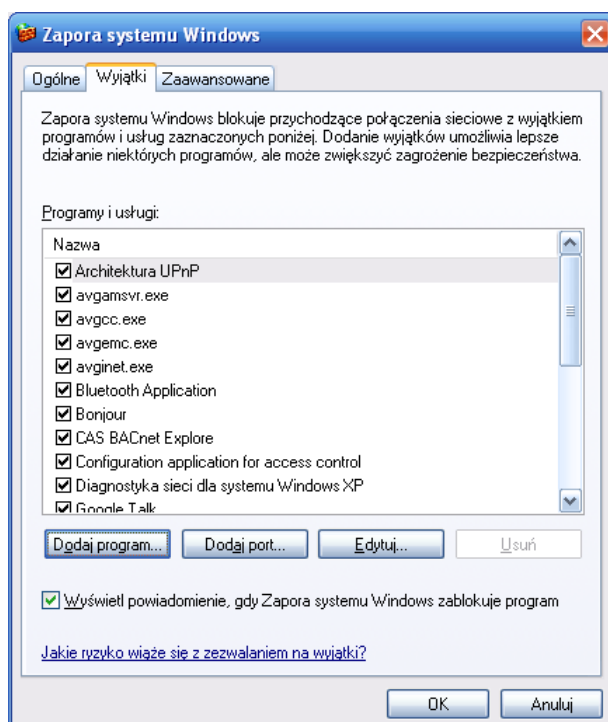 Zapora systemu Windows
Ogólne Wyjątki Zaawansowane
Zapora systemu Windows blokuje przychodzące połączenia sieciowe z wyjątkiem
programów i usług zaznaczonych poniżej. Dodanie wyjątków umożliwia lepsze
działanie niektórych programów, ale może zwiększyć zagrożenie bezpieczeństwa.
Programy i usługi:
Nazwa
Architektura UPnP
avgamsvr.exe
avgcc.exe
avgemc.exe
avginet.exe
Bluetooth Application
Bonjour
CAS BACnet Explore
Configuration application for access control
Diagnostyka sieci dla systemu Windows XP
Google Talk
Dodaj program... Dodaj port... Edytuj... Usuń
Wyświetl powiadomienie, gdy Zapora systemu Windows zablokuje program
Jakie ryzyko wiąże się z zezwalaniem na wyjątki?
OK Anuluj